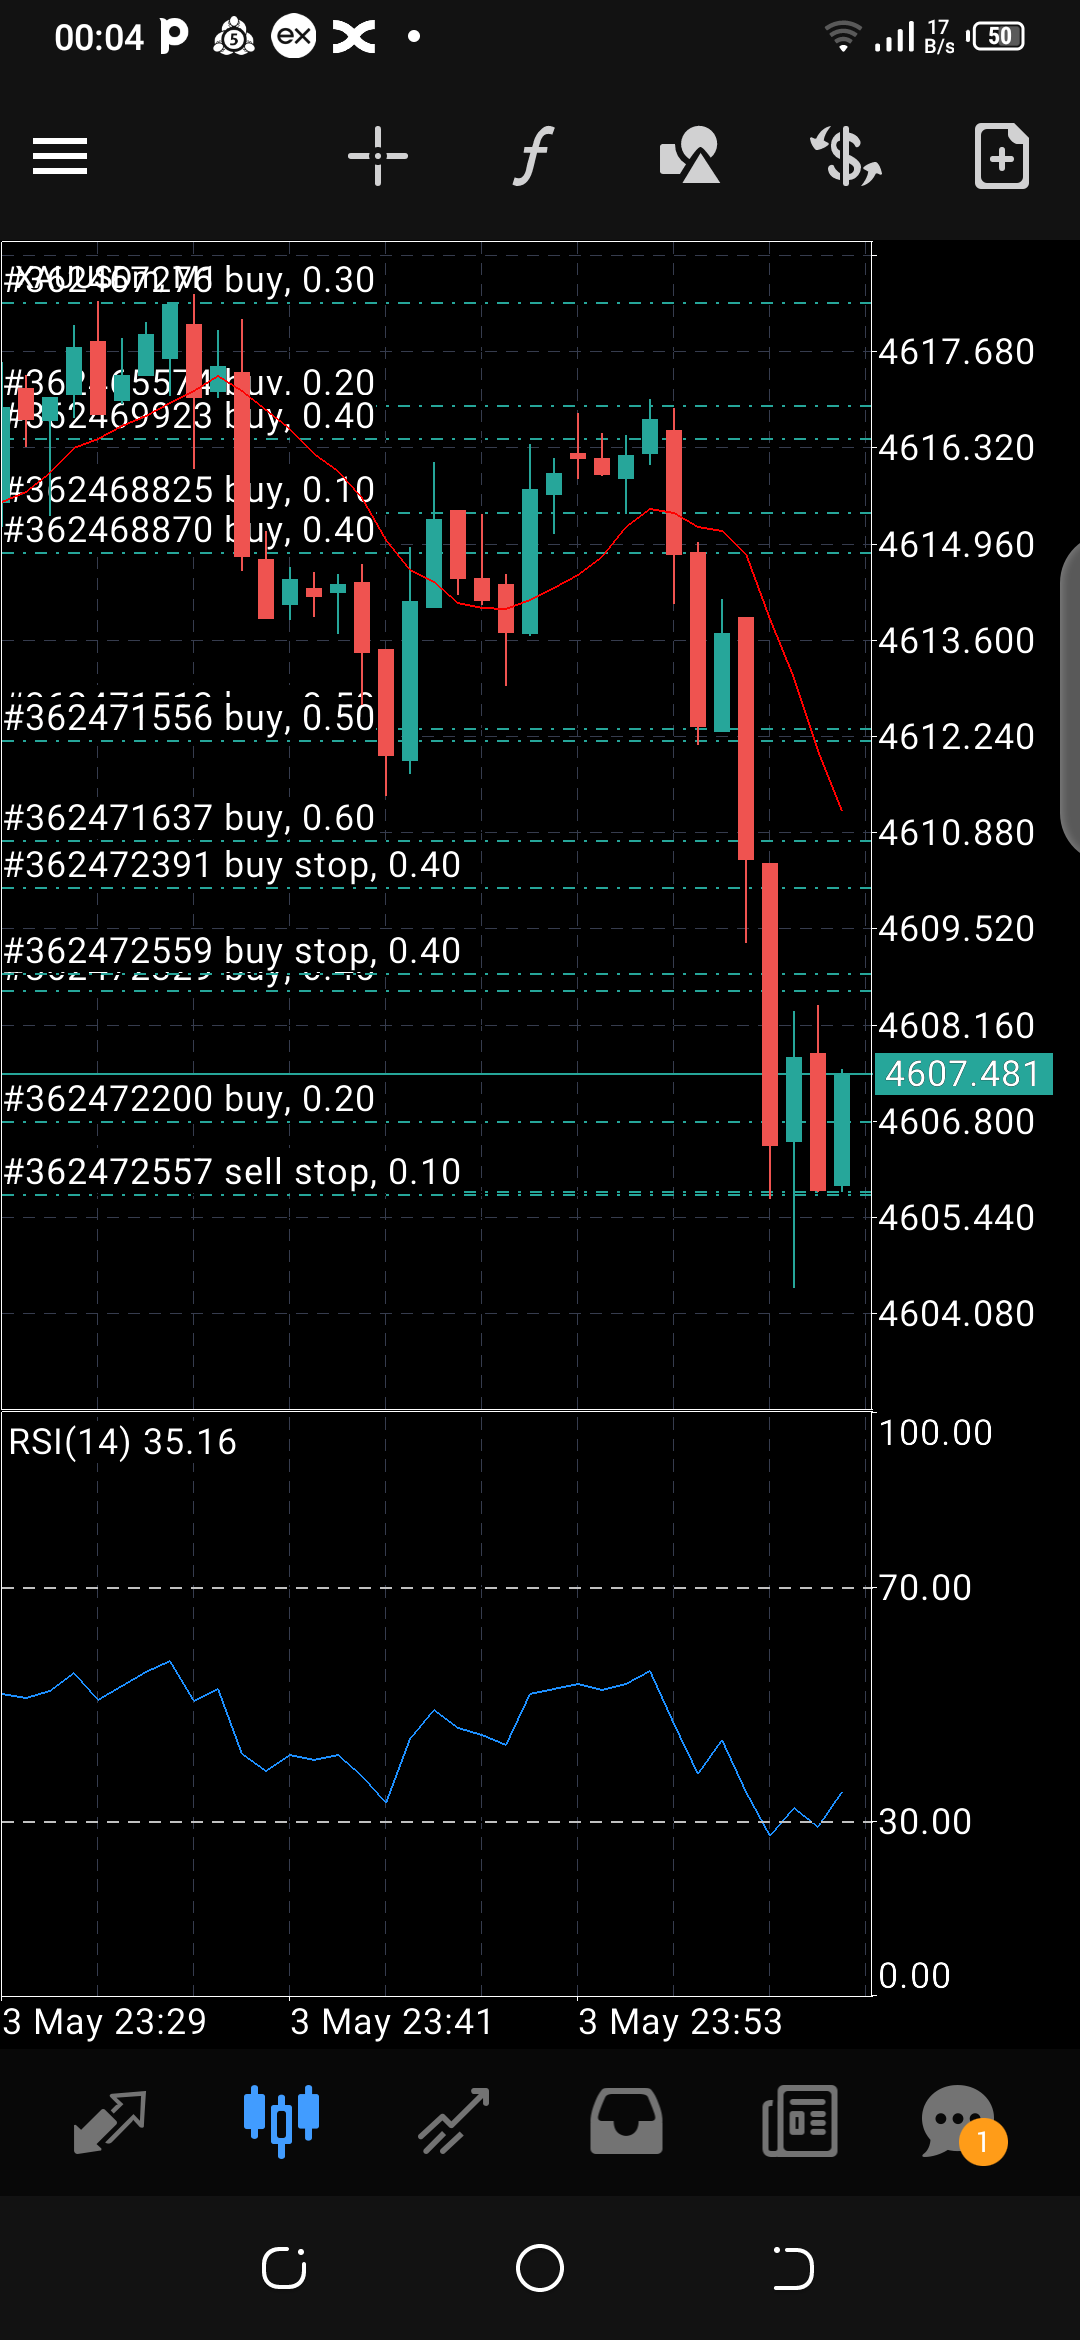 00:04
17 B/s
50
#362467276 buy, 0.30
4617.680
#362465574 buy, 0.20
#362469923 buy, 0.40
4616.320
#362468825 buy, 0.10
#362468870 buy, 0.40
4614.960
4613.600
#362471556 buy, 0.50
4612.240
#362471637 buy, 0.60
4610.880
#362472391 buy stop, 0.40
4609.520
#362472559 buy stop, 0.40
4608.160
4607.481
#362472200 buy, 0.20
4606.800
#362472557 sell stop, 0.10
4605.440
4604.080
RSI(14) 35.16
100.00
70.00
30.00
0.00
3 May 23:29
3 May 23:41
3 May 23:53
1